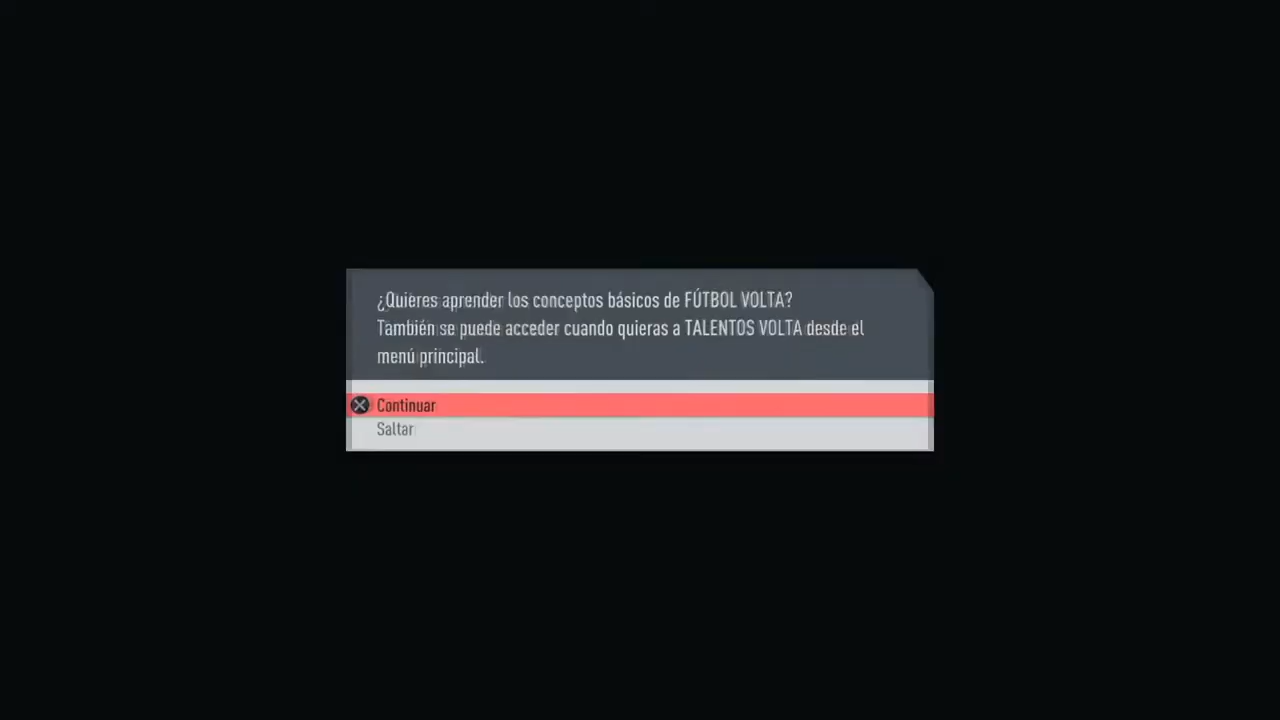 ¿Quieres aprender los conceptos básicos de FÚTBOL VOLTA?
También se puede acceder cuando quieras a TALENTOS VOLTA desde el
menú principal.
Continuar
Saltar